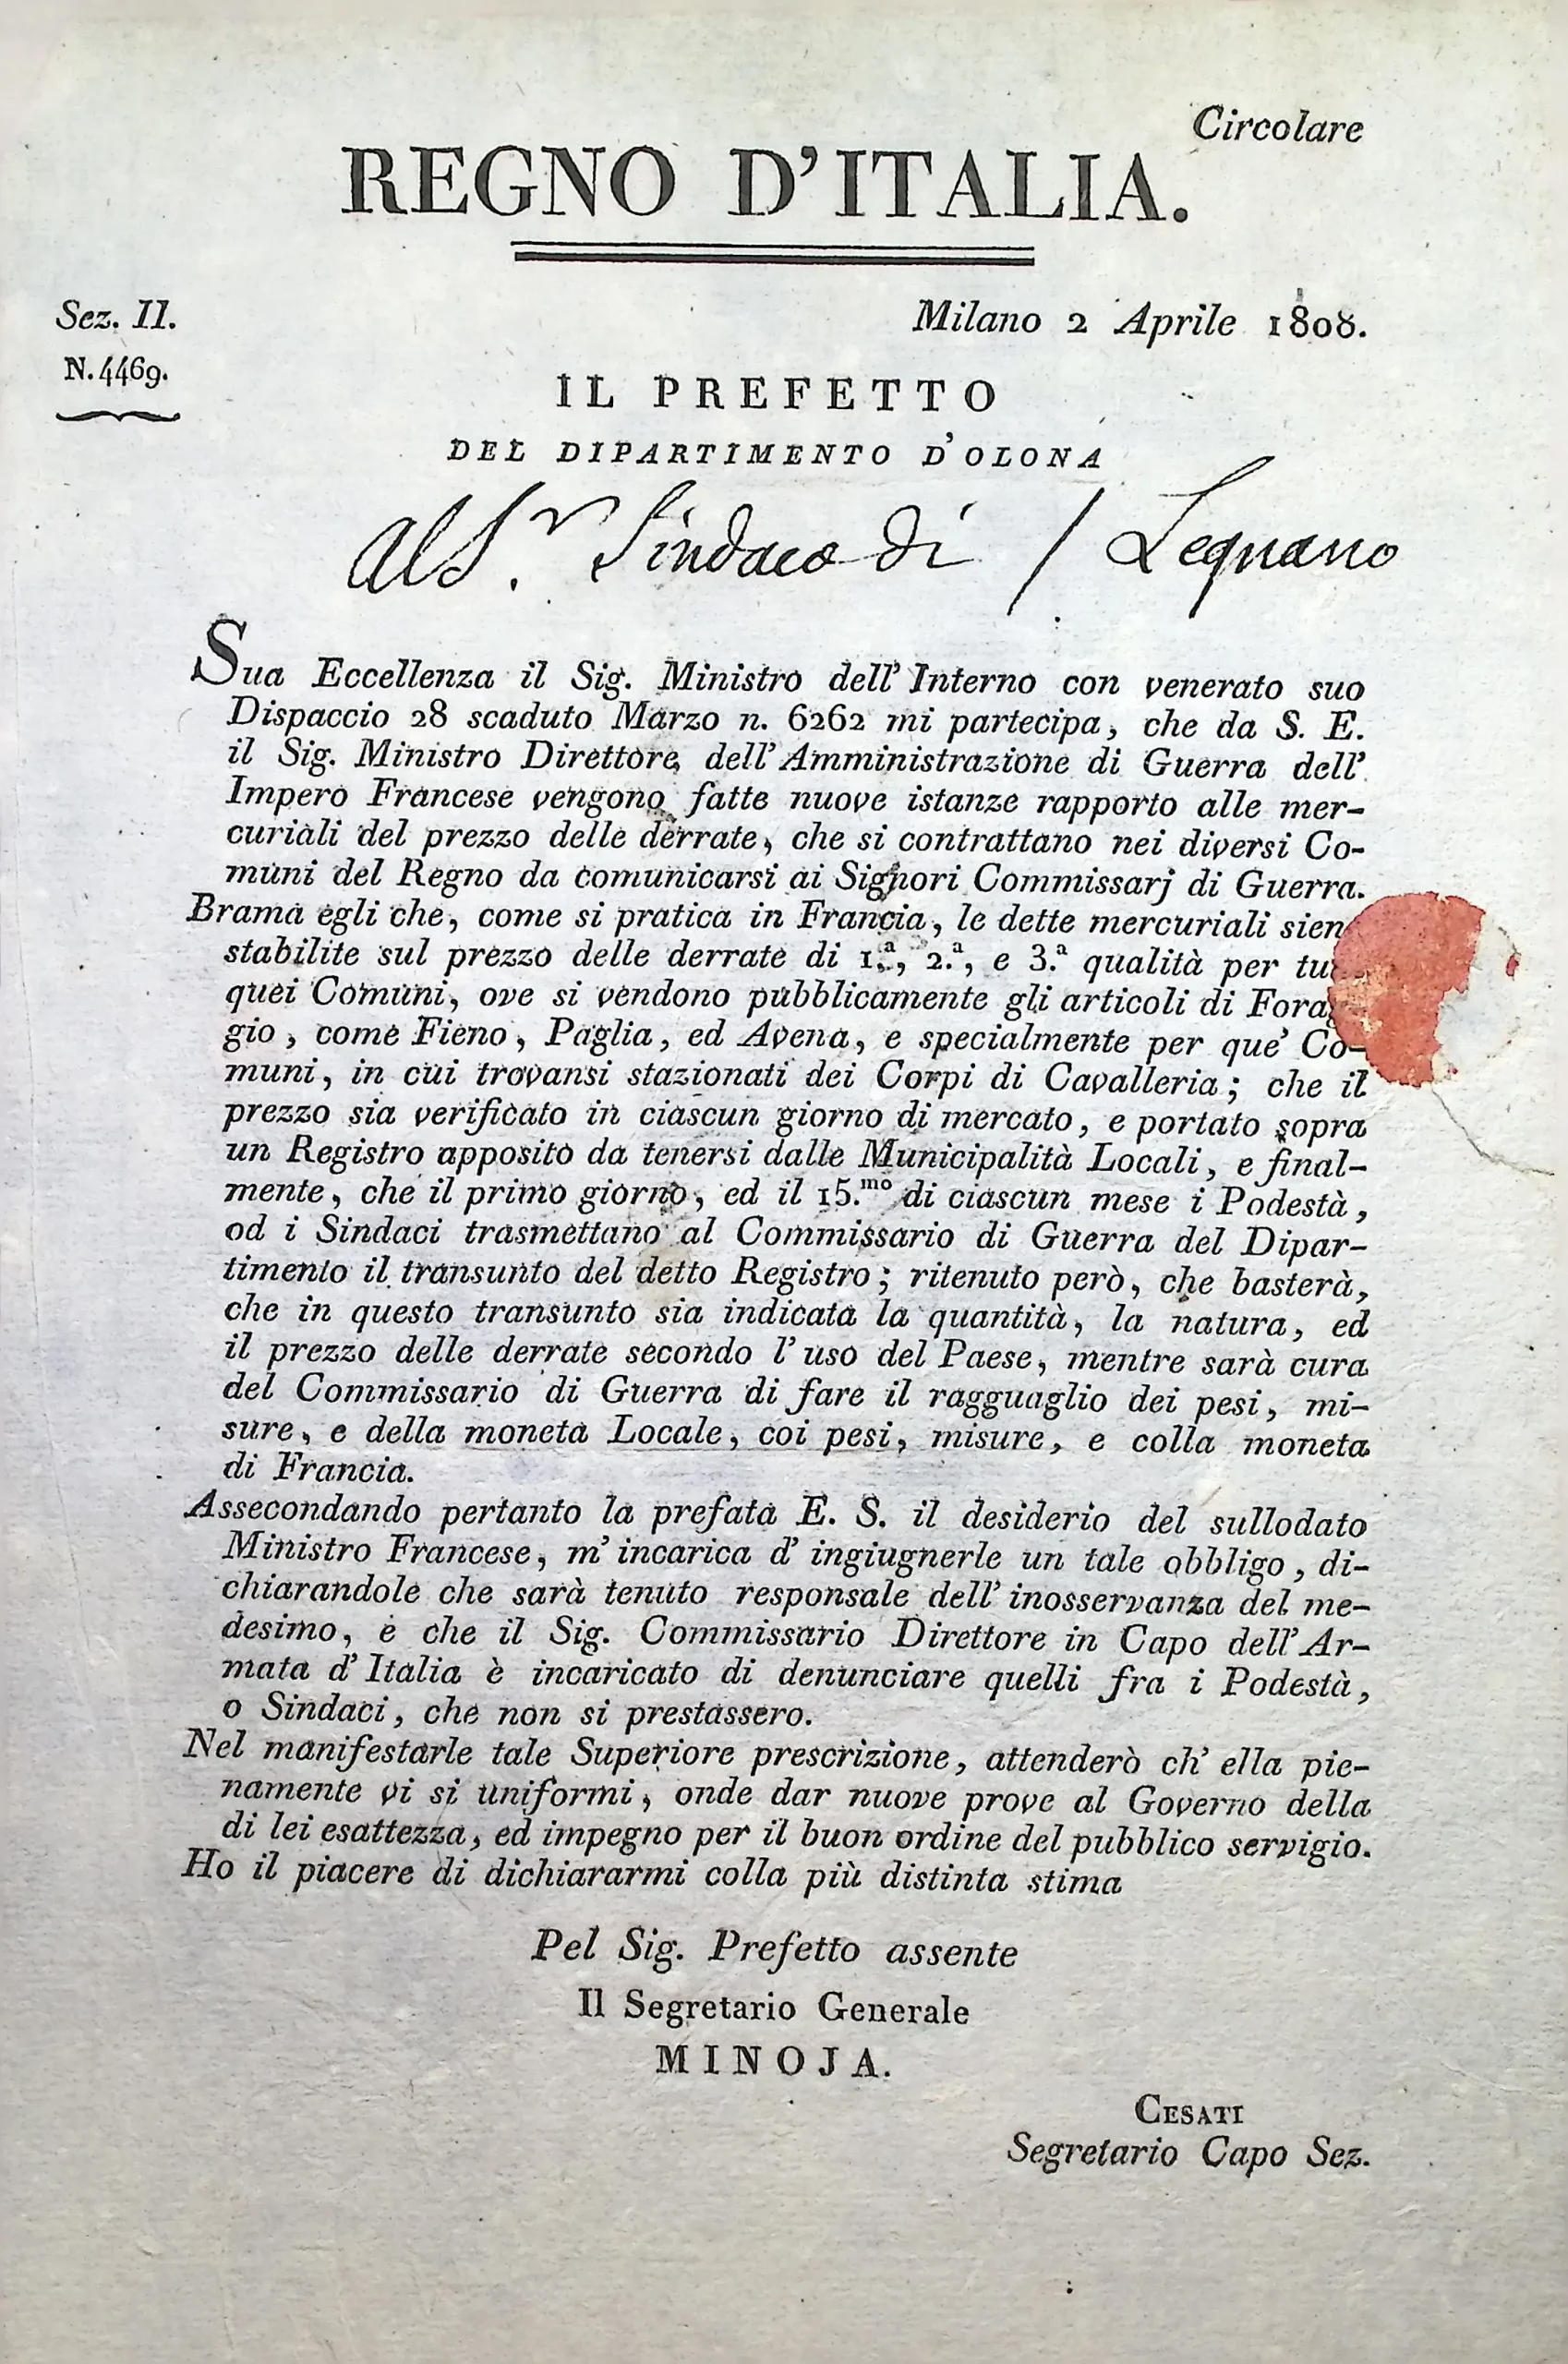 Circolare
REGNO D'ITALIA.
Sez. II.
Milano 2 Aprile 1808.
N. 4469.
IL PREFETTO
DEL DIPARTIMENTO D'OLONA
Al S.r Sindaco di / Legnano
Sua Eccellenza il Sig. Ministro dell' Interno con venerato suo
Dispaccio 28 scaduto Marzo n. 6262 mi partecipa, che da S. E.
il Sig. Ministro Direttore dell' Amministrazione di Guerra dell'
Impero Francese vengono fatte nuove istanze rapporto alle mer-
curiali del prezzo delle derrate, che si contrattano nei diversi Co-
muni del Regno da comunicarsi ai Signori Commissarj di Guerra.
Brama egli che, come si pratica in Francia, le dette mercuriali sien
stabilite sul prezzo delle derrate di 1.ª, 2.ª, e 3.ª qualità per
quei Comuni, ove si vendono pubblicamente gli articoli di Forag-
gio, come Fieno, Paglia, ed Avena, e specialmente per que' Co-
muni, in cui trovansi stazionati dei Corpi di Cavalleria; che il
prezzo sia verificato in ciascun giorno di mercato, e portato sopra
un Registro apposito da tenersi dalle Municipalità Locali, e final-
mente, che il primo giorno, ed il 15.mo di ciascun mese i Podestà,
od i Sindaci trasmettano al Commissario di Guerra del Dipar-
timento il transunto del detto Registro; ritenuto però, che basterà,
che in questo transunto sia indicata la quantità, la natura, ed
il prezzo delle derrate secondo l' uso del Paese, mentre sarà cura
del Commissario di Guerra di fare il ragguaglio dei pesi, mi-
sure, e della moneta Locale, coi pesi, misure, e colla moneta
di Francia.
Assecondando pertanto la prefata E. S. il desiderio del sullodato
Ministro Francese, m' incarica d' ingiugnerle un tale obbligo, di-
chiarandole che sarà tenuto responsale dell' inosservanza del me-
desimo, e che il Sig. Commissario Direttore in Capo dell' Ar-
mata d' Italia è incaricato di denunciare quelli fra i Podestà,
o Sindaci, che non si prestassero.
Nel manifestarle tale Superiore prescrizione, attenderò ch' ella pie-
namente vi si uniformi, onde dar nuove prove al Governo della
di lei esattezza, ed impegno per il buon ordine del pubblico servigio.
Ho il piacere di dichiararmi colla più distinta stima
Pel Sig. Prefetto assente
Il Segretario Generale
MINOJA.
CESATI
Segretario Capo Sez.